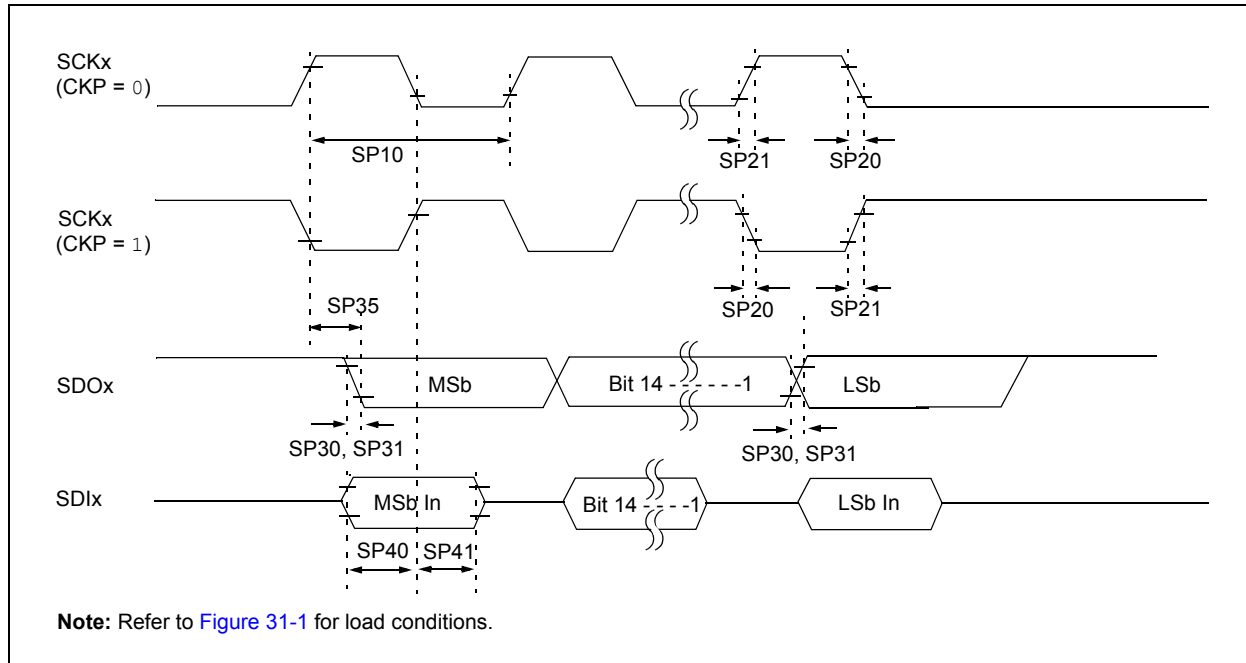 SCKx
(CKP = 0)
SP10
SP21
SP20
SCKx
(CKP = 1)
SP35
SP20
SP21
SDOx
MSb
Bit 14 - - - - - -1
LSb
SP30, SP31
SP30, SP31
SDIx
MSb In
Bit 14 - - - -1
LSb In
SP40
SP41
Note: Refer to Figure 31-1 for load conditions.